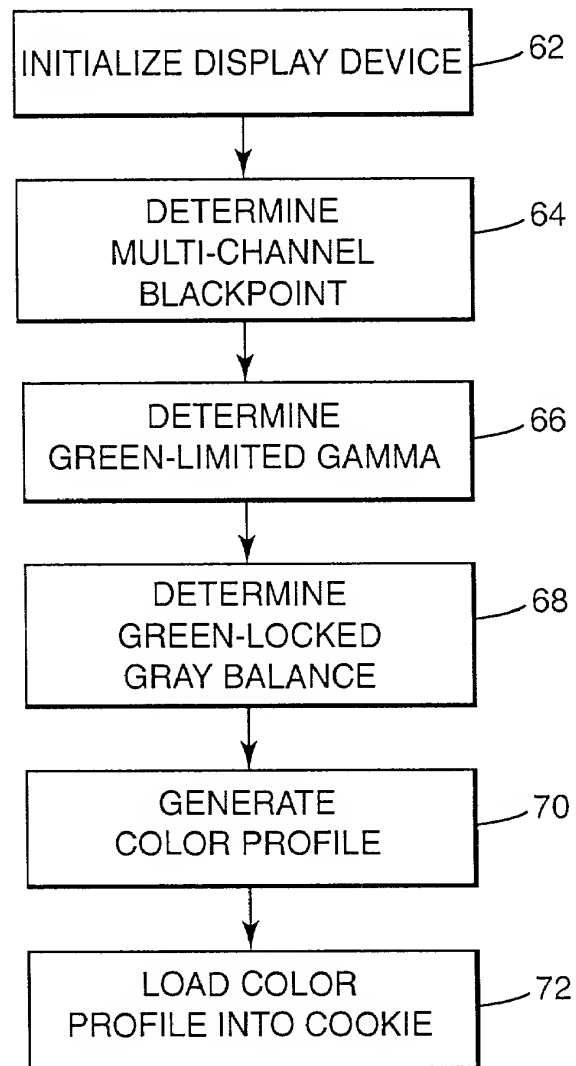 INITIALIZE DISPLAY DEVICE
62
DETERMINE
MULTI-CHANNEL
BLACKPOINT
64
DETERMINE
GREEN-LIMITED GAMMA
66
DETERMINE
GREEN-LOCKED
GRAY BALANCE
68
GENERATE
COLOR PROFILE
70
LOAD COLOR
PROFILE INTO COOKIE
72